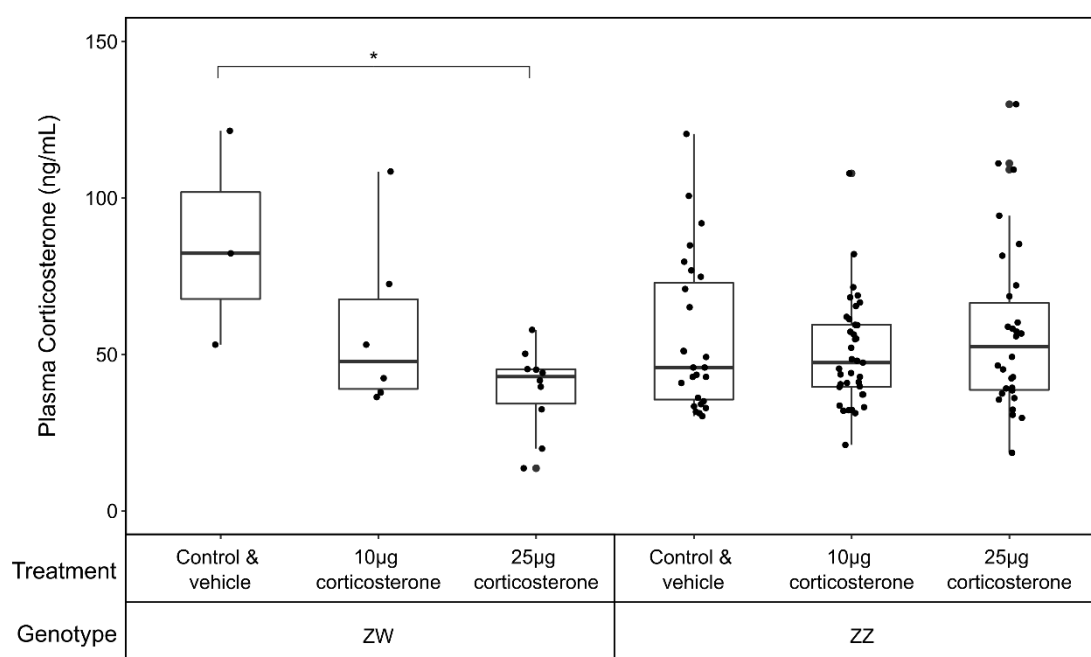 Plasma Corticosterone (ng/mL)
150
100
50
0
*
Treatment
Control &
vehicle
10µg
corticosterone
25µg
corticosterone
Control &
vehicle
10µg
corticosterone
25µg
corticosterone
Genotype
ZW
ZZ